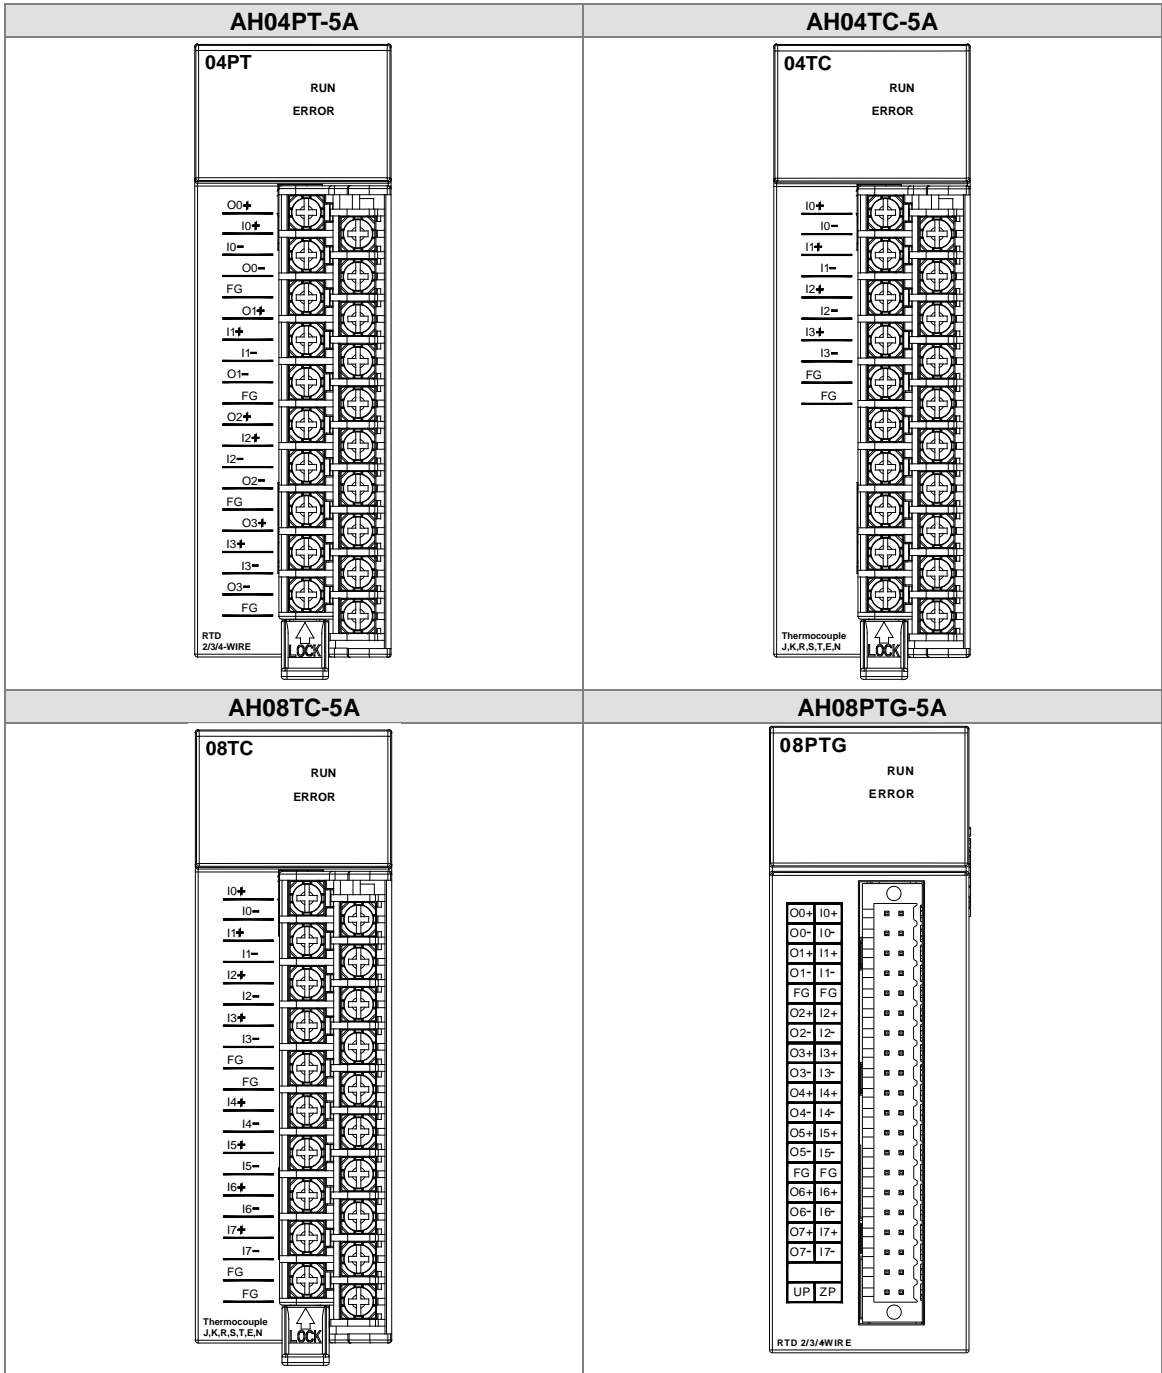 AH04PT-5A
04PT
RUN
ERROR
O0+
I0+
I0-
O0-
FG
O1+
I1+
I1-
O1-
FG
O2+
I2+
I2-
O2-
FG
O3+
I3+
I3-
O3-
FG
RTD
2/3/4-WIRE
LOCK
AH04TC-5A
04TC
RUN
ERROR
I0+
I0-
I1+
I1-
I2+
I2-
I3+
I3-
FG
FG
Thermocouple
J,K,R,S,T,E,N
LOCK
AH08TC-5A
08TC
RUN
ERROR
I0+
I0-
I1+
I1-
I2+
I2-
I3+
I3-
FG
FG
I4+
I4-
I5+
I5-
I6+
I6-
I7+
I7-
FG
FG
Thermocouple
J,K,R,S,T,E,N
LOCK
AH08PTG-5A
08PTG
RUN
ERROR
O0+ I0+
O0- I0-
O1+ I1+
O1- I1-
FG FG
O2+ I2+
O2- I2-
O3+ I3+
O3- I3-
O4+ I4+
O4- I4-
O5+ I5+
O5- I5-
FG FG
O6+ I6+
O6- I6-
O7+ I7+
O7- I7-
UP ZP
RTD 2/3/4WIRE